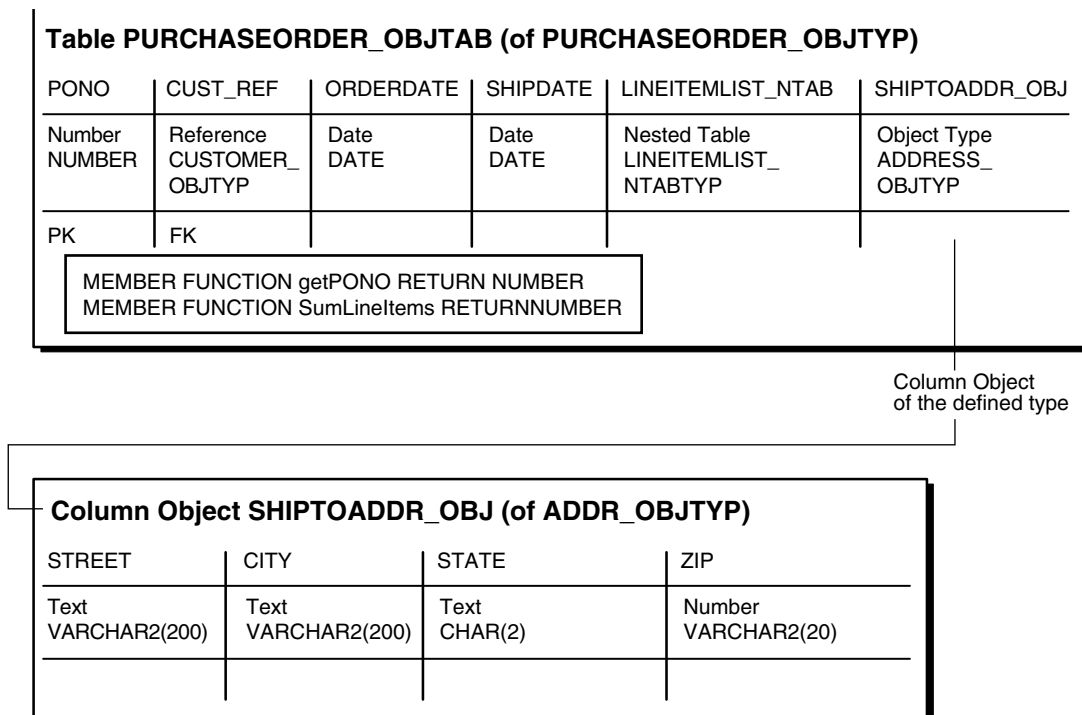 Table PURCHASEORDER_OBJTAB (of PURCHASEORDER_OBJTYP)
PONO CUST_REF ORDERDATE SHIPDATE LINEITEMLIST_NTAB SHIPTOADDR_OBJ
Number Reference Date Date Nested Table Object Type
NUMBER CUSTOMER_ DATE DATE LINEITEMLIST_ ADDRESS_
OBJTYP NTABTYP OBJTYP
PK FK
MEMBER FUNCTION getPONO RETURN NUMBER
MEMBER FUNCTION SumLineItems RETURNNUMBER
Column Object
of the defined type
Column Object SHIPTOADDR_OBJ (of ADDR_OBJTYP)
STREET CITY STATE ZIP
Text Text Text Number
VARCHAR2(200) VARCHAR2(200) CHAR(2) VARCHAR2(20)